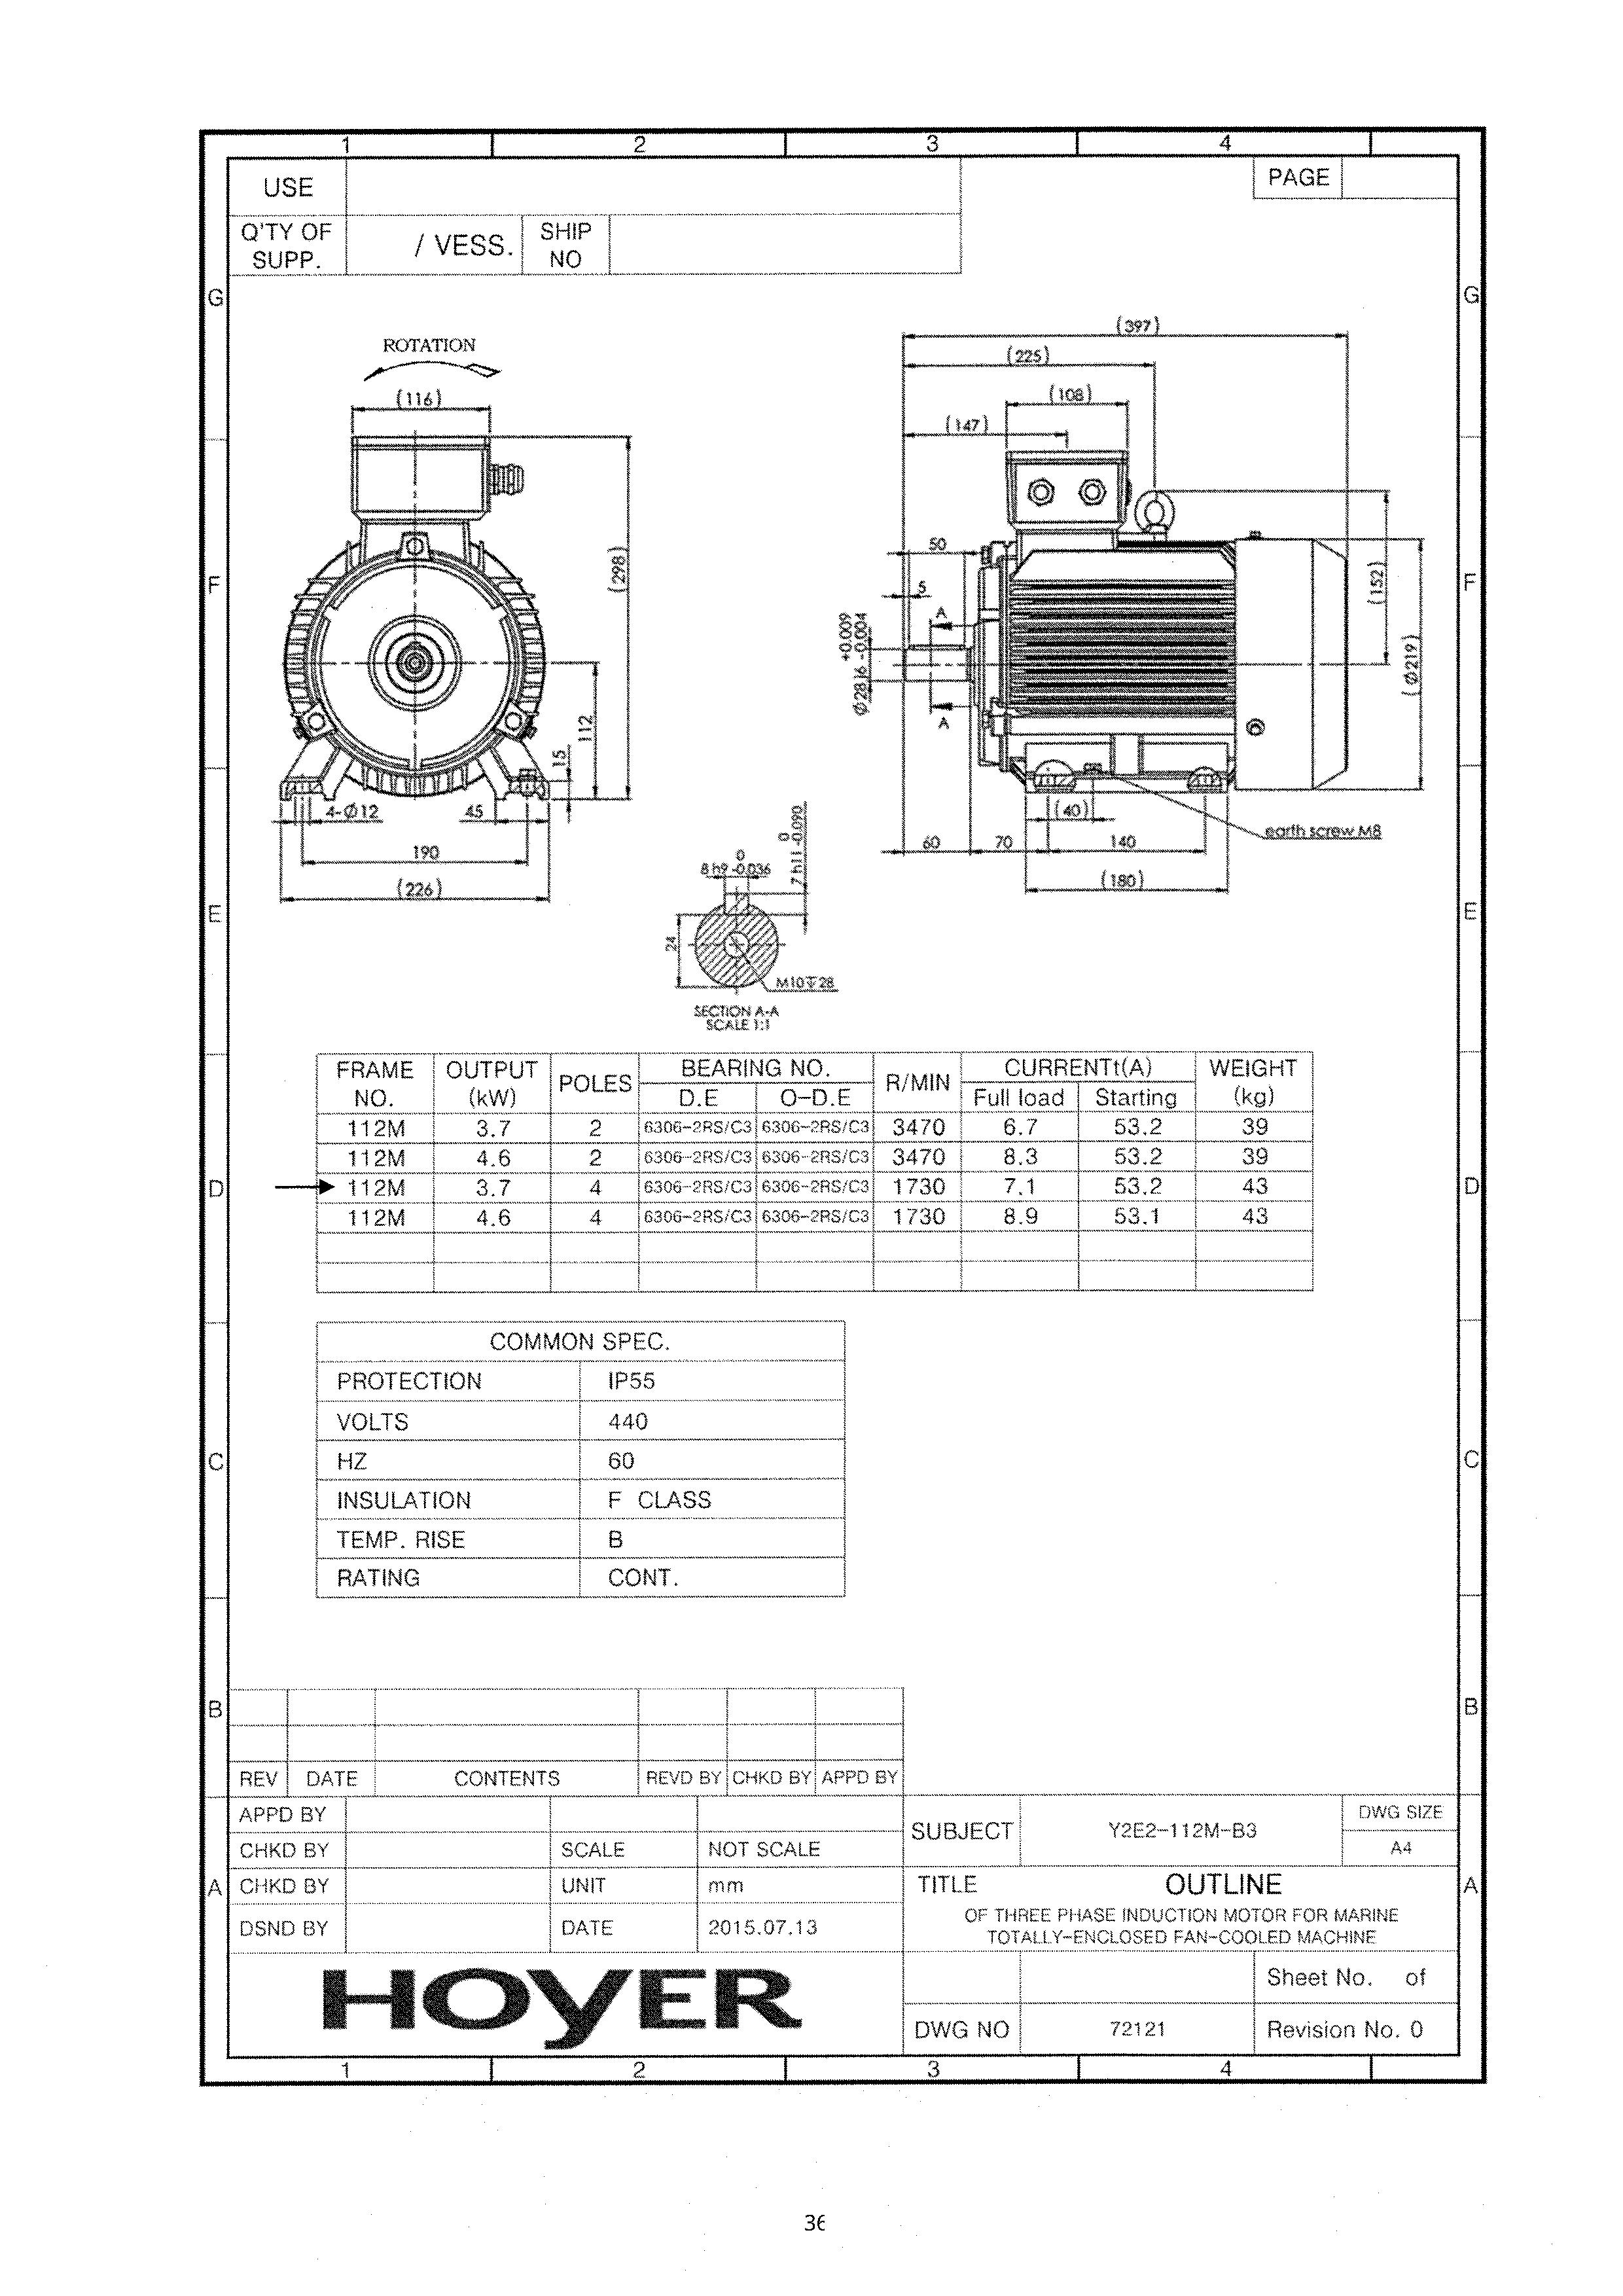 1 2 3 4
USE
PAGE
Q'TY OF SUPP.
/ VESS.
SHIP NO
G G
ROTATION
(116)
(298)
112
15
4-Ø12
45
190
(226)
(397)
(225)
(108)
(147)
50
5
A
A
Ø28j6 +0.009 -0.004
(152)
(Ø219)
(40)
60
70
140
(180)
earth screw M8
F F
E E
8 h9 0 -0.036
7 h11 0 -0.090
24
M10↧28
SECTION A-A
SCALE 1:1
FRAME NO. OUTPUT (kW) POLES BEARING NO. R/MIN CURRENTt(A) WEIGHT (kg)
D.E O-D.E Full load Starting
112M 3.7 2 6306-2RS/C3 6306-2RS/C3 3470 6.7 53.2 39
112M 4.6 2 6306-2RS/C3 6306-2RS/C3 3470 8.3 53.2 39
112M 3.7 4 6306-2RS/C3 6306-2RS/C3 1730 7.1 53.2 43
112M 4.6 4 6306-2RS/C3 6306-2RS/C3 1730 8.9 53.1 43
D D
COMMON SPEC.
PROTECTION IP55
VOLTS 440
HZ 60
INSULATION F CLASS
TEMP. RISE B
RATING CONT.
C C
B B
REV DATE CONTENTS REVD BY CHKD BY APPD BY
APPD BY
CHKD BY SCALE NOT SCALE
CHKD BY UNIT mm
DSND BY DATE 2015.07.13
A A
SUBJECT Y2E2-112M-B3
DWG SIZE
A4
TITLE OUTLINE
OF THREE PHASE INDUCTION MOTOR FOR MARINE
TOTALLY-ENCLOSED FAN-COOLED MACHINE
HOYER
Sheet No. of
DWG NO 72121 Revision No. 0
1 2 3 4
36